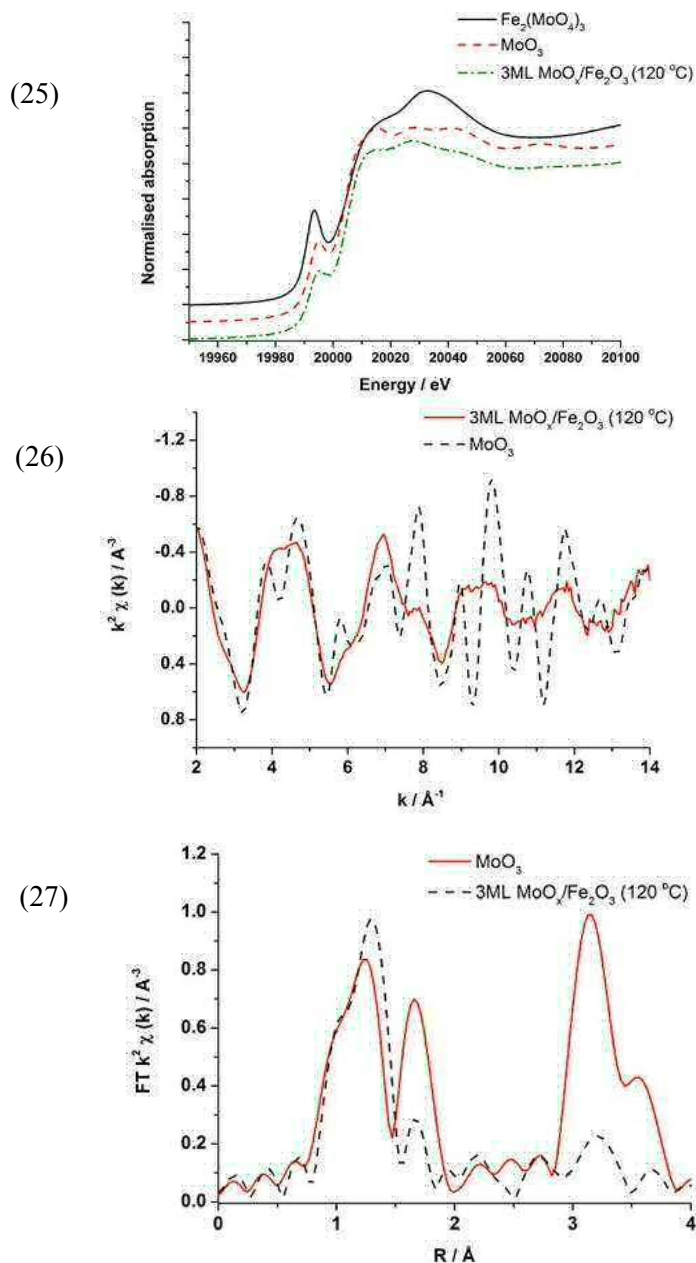 (25)
Fe₂(MoO₄)₃
MoO₃
3ML MoOₓ/Fe₂O₃ (120 °C)
Normalised absorption
19960 19980 20000 20020 20040 20060 20080 20100
Energy / eV
(26)
3ML MoOₓ/Fe₂O₃ (120 °C)
MoO₃
-1.2
-0.8
-0.4
0.0
0.4
0.8
k² χ (k) / A⁻³
2 4 6 8 10 12 14
k / Å⁻¹
(27)
MoO₃
3ML MoOₓ/Fe₂O₃ (120 °C)
1.2
1.0
0.8
0.6
0.4
0.2
0.0
FT k² χ (k) / A⁻³
0 1 2 3 4
R / Å